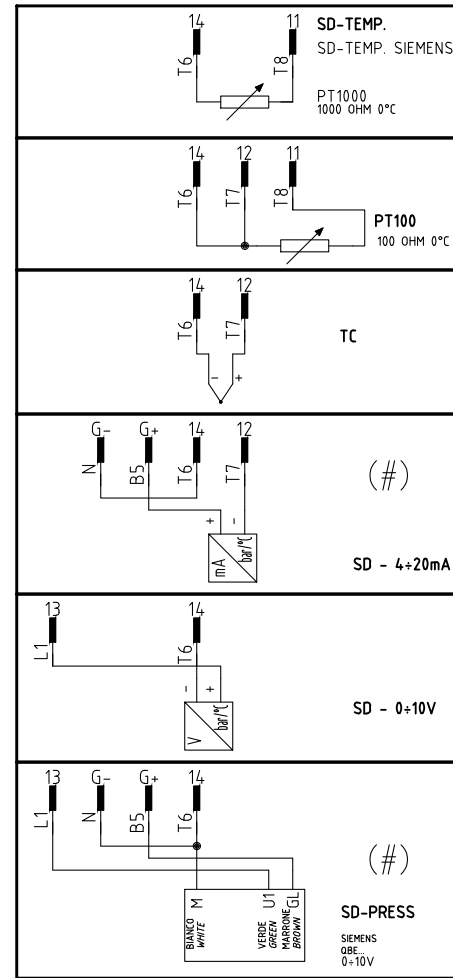 14 11 SD-TEMP.
SD-TEMP. SIEMENS
T6 T8
PT1000
1000 OHM 0°C
14 12 11
T6 T7 T8
PT100
100 OHM 0°C
14 12
T6 T7
TC
- +
G- G+ 14 12
N B5 T6 T7
(#)
+ -
mA bar/°C
SD - 4÷20mA
13 14
L1 T6
- +
V bar/°C
SD - 0÷10V
13 G- G+ 14
L1 N B5 T6
(#)
M U1 GL
BIANCO VERDE MARRONE
WHITE GREEN BROWN
SD-PRESS
SIEMENS
QBE...
0÷10V